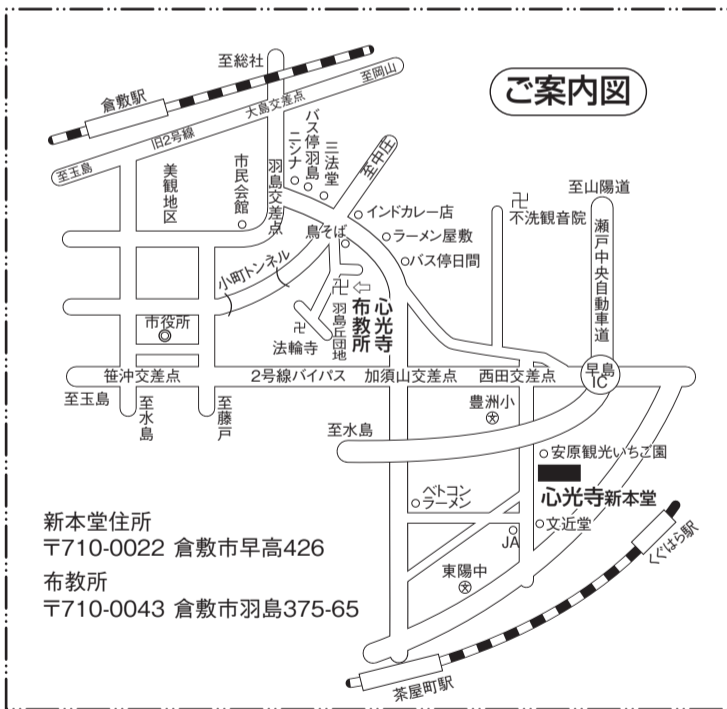 ご案内図
至総社
至岡山
倉敷駅
大島交差点
旧2号線
至玉島
美観地区
市民会館
羽島交差点
ニシナ
バス停羽島
三法堂
至中庄
インドカレー店
ラーメン屋敷
バス停日間
鳥そば
小町トンネル
卍
不洗観音院
至山陽道
瀬戸中央自動車道
市役所
卍
法輪寺
卍
羽島丘団地
心光寺
布教所
笹沖交差点
2号線バイパス
加須山交差点
西田交差点
早島
IC
至玉島
至水島
至藤戸
至水島
豊洲小
文
安原観光いちご園
心光寺新本堂
ベトコン
ラーメン
文近堂
JA
東陽中
文
くぐはら駅
茶屋町駅
新本堂住所
〒710-0022 倉敷市早高426
布教所
〒710-0043 倉敷市羽島375-65